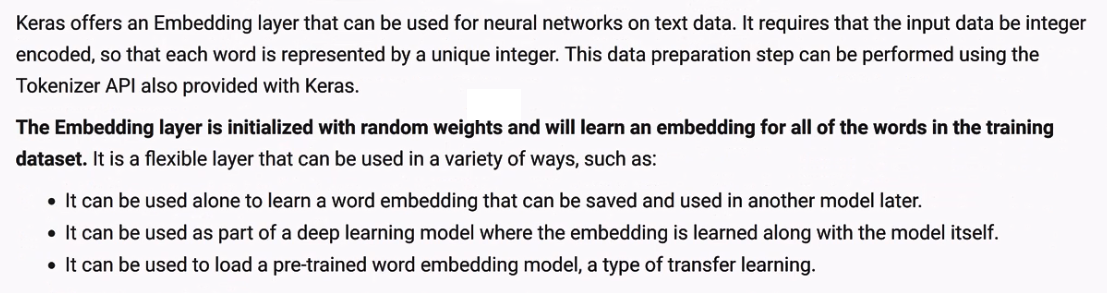 Keras offers an Embedding layer that can be used for neural networks on text data. It requires that the input data be integer
encoded, so that each word is represented by a unique integer. This data preparation step can be performed using the
Tokenizer API also provided with Keras.
The Embedding layer is initialized with random weights and will learn an embedding for all of the words in the training
dataset. It is a flexible layer that can be used in a variety of ways, such as:
• It can be used alone to learn a word embedding that can be saved and used in another model later.
• It can be used as part of a deep learning model where the embedding is learned along with the model itself.
• It can be used to load a pre-trained word embedding model, a type of transfer learning.